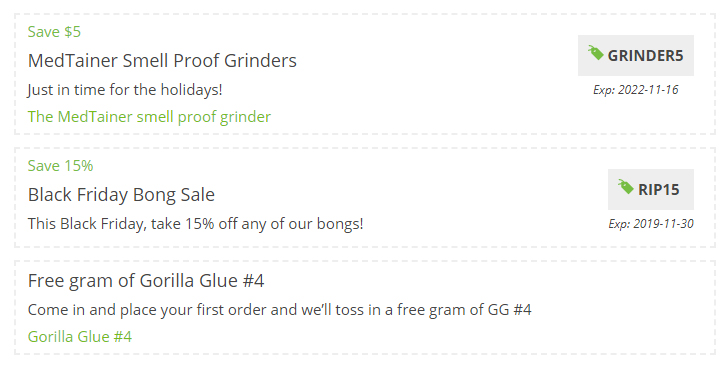 Save $5
MedTainer Smell Proof Grinders
GRINDER5
Just in time for the holidays!
Exp: 2022-11-16
The MedTainer smell proof grinder
Save 15%
Black Friday Bong Sale
RIP15
This Black Friday, take 15% off any of our bongs!
Exp: 2019-11-30
Free gram of Gorilla Glue #4
Come in and place your first order and we’ll toss in a free gram of GG #4
Gorilla Glue #4